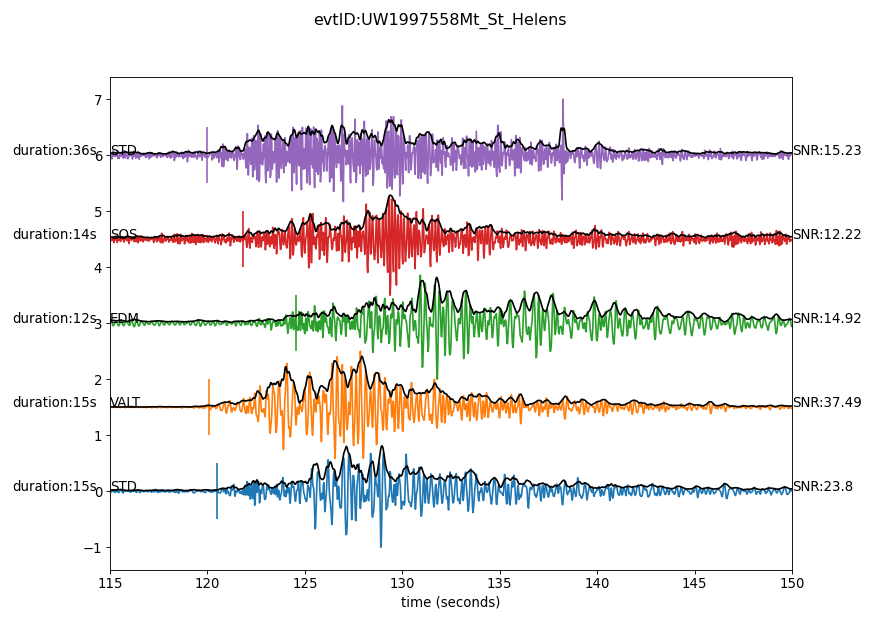 evtID:UW1997558Mt_St_Helens
7
duration:36s STD 6 SNR:15.23
5
duration:14s SOS SNR:12.22
4
duration:12s EDM 3 SNR:14.92
2
duration:15s VALT SNR:37.49
1
duration:15s STD 0 SNR:23.8
−1
115 120 125 130 135 140 145 150
time (seconds)